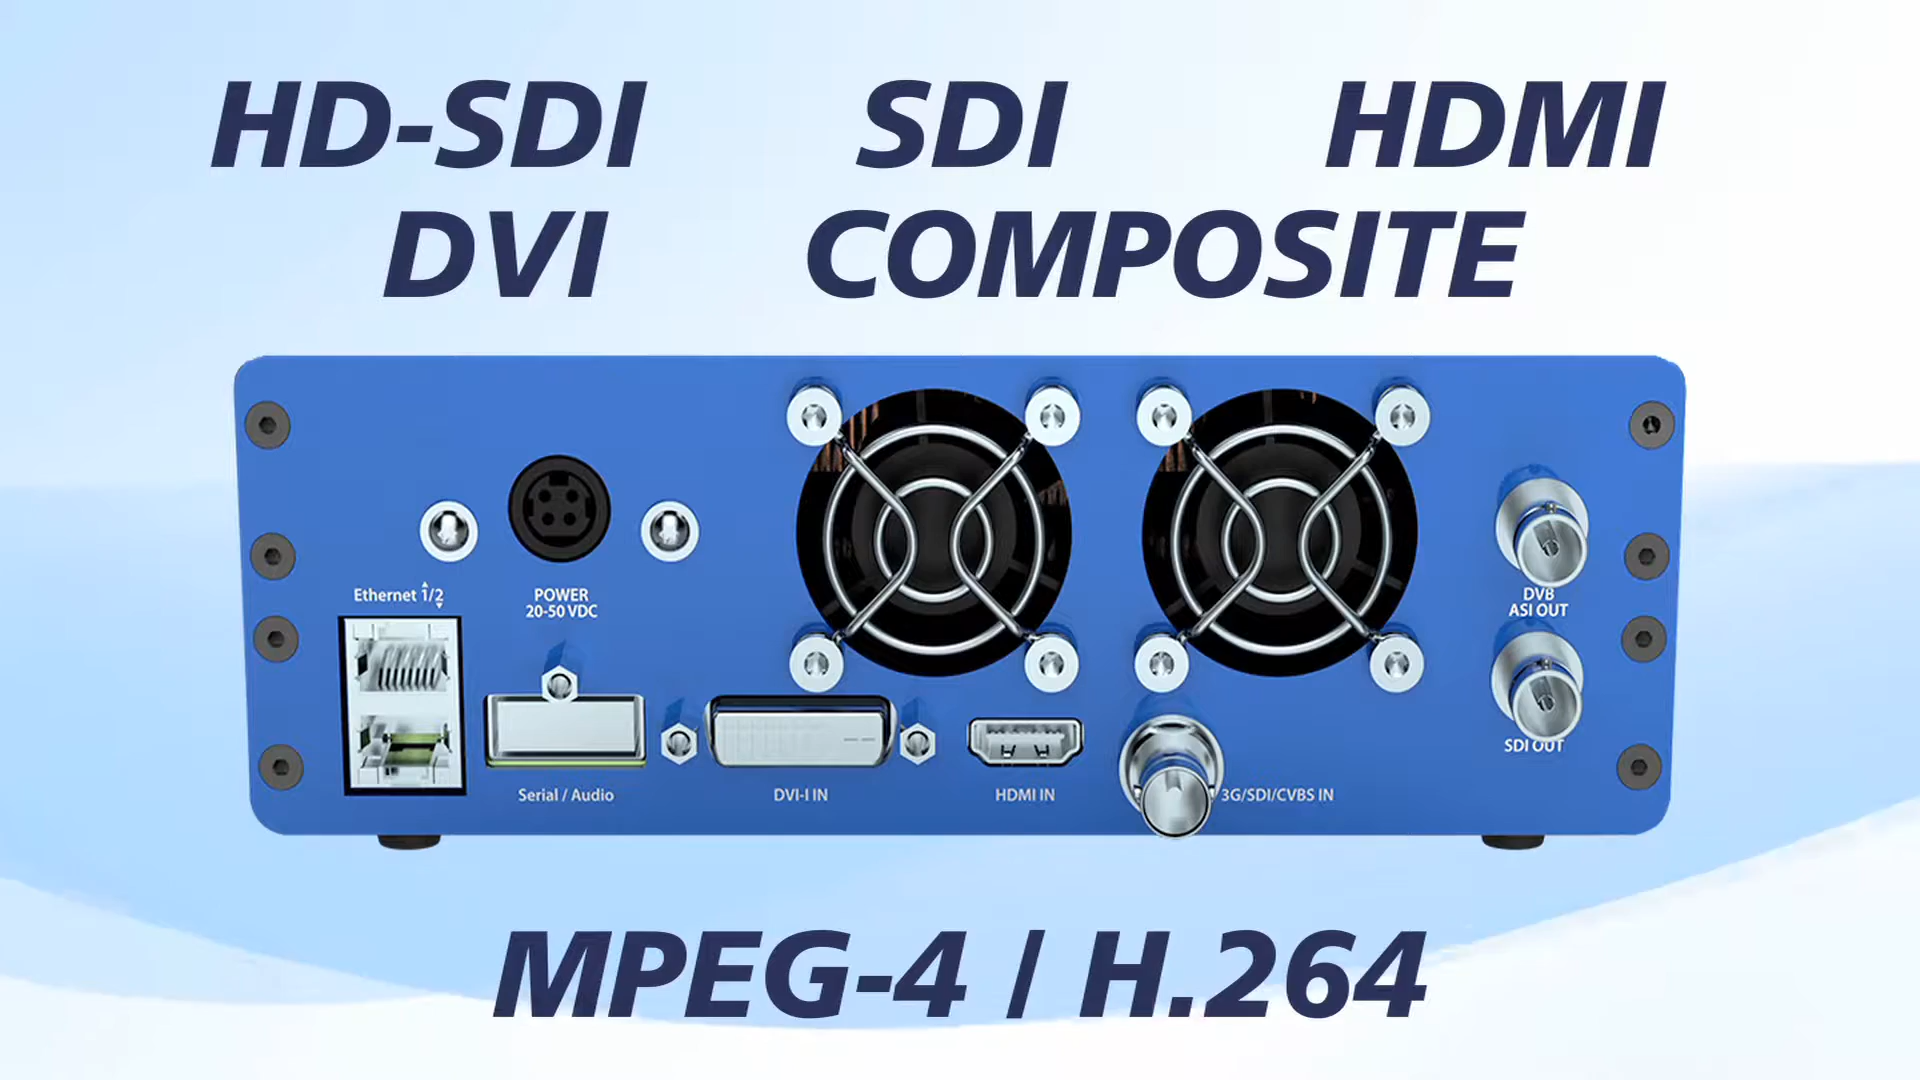 HD-SDI SDI HDMI
DVI COMPOSITE
Ethernet 1/2
POWER
20-50 VDC
DVB
ASI OUT
SDI OUT
Serial / Audio
DVI-I IN
HDMI IN
3G/SDI/CVBS IN
MPEG-4 / H.264